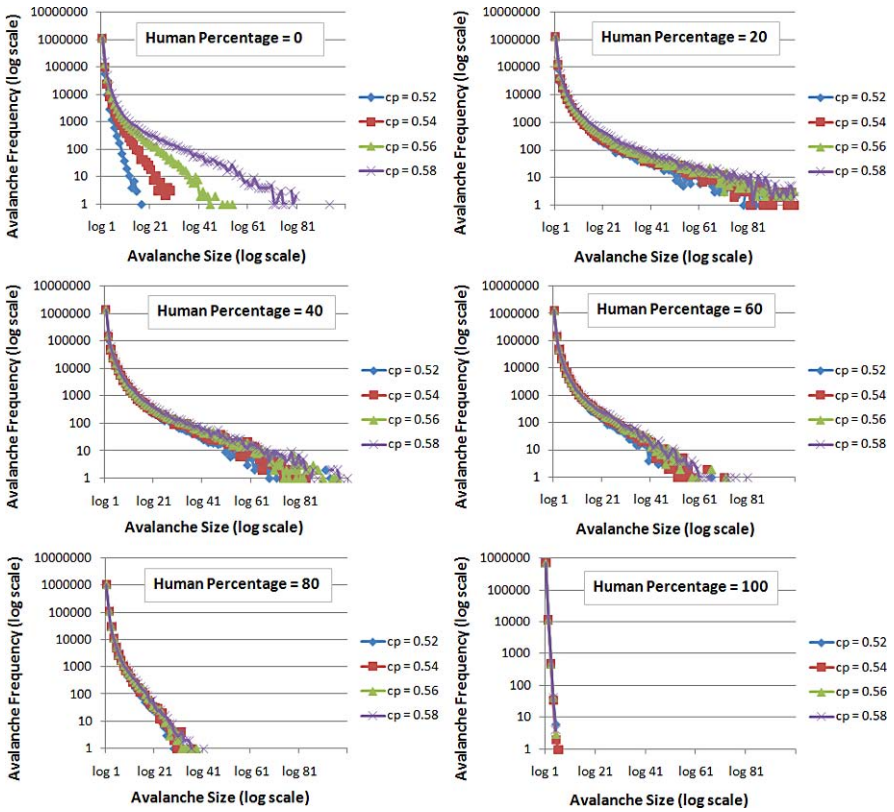 Human Percentage = 0
Avalanche Frequency (log scale)
10000000
1000000
100000
10000
1000
100
10
1
log 1 log 21 log 41 log 61 log 81
Avalanche Size (log scale)
cp = 0.52
cp = 0.54
cp = 0.56
cp = 0.58
Human Percentage = 20
Avalanche Frequency (log scale)
10000000
1000000
100000
10000
1000
100
10
1
log 1 log 21 log 41 log 61 log 81
Avalanche Size (log scale)
cp = 0.52
cp = 0.54
cp = 0.56
cp = 0.58
Human Percentage = 40
Avalanche Frequency (log scale)
10000000
1000000
100000
10000
1000
100
10
1
log 1 log 21 log 41 log 61 log 81
Avalanche Size (log scale)
cp = 0.52
cp = 0.54
cp = 0.56
cp = 0.58
Human Percentage = 60
Avalanche Frequency (log scale)
10000000
1000000
100000
10000
1000
100
10
1
log 1 log 21 log 41 log 61 log 81
Avalanche Size (log scale)
cp = 0.52
cp = 0.54
cp = 0.56
cp = 0.58
Human Percentage = 80
Avalanche Frequency (log scale)
10000000
1000000
100000
10000
1000
100
10
1
log 1 log 21 log 41 log 61 log 81
Avalanche Size (log scale)
cp = 0.52
cp = 0.54
cp = 0.56
cp = 0.58
Human Percentage = 100
Avalanche Frequency (log scale)
10000000
1000000
100000
10000
1000
100
10
1
log 1 log 21 log 41 log 61 log 81
Avalanche Size (log scale)
cp = 0.52
cp = 0.54
cp = 0.56
cp = 0.58